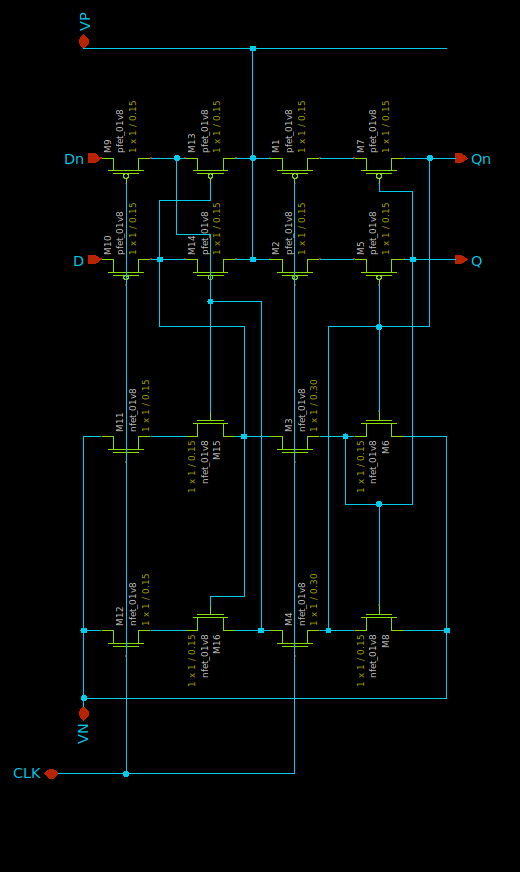 VP
M9
pfet_01v8
1 x 1 / 0.15
M13
pfet_01v8
1 x 1 / 0.15
M1
pfet_01v8
1 x 1 / 0.15
M7
pfet_01v8
1 x 1 / 0.15
Dn
Qn
M10
pfet_01v8
1 x 1 / 0.15
M14
pfet_01v8
1 x 1 / 0.15
M2
pfet_01v8
1 x 1 / 0.15
M5
pfet_01v8
1 x 1 / 0.15
D
Q
M11
nfet_01v8
1 x 1 / 0.15
1 x 1 / 0.15
nfet_01v8
M15
M3
nfet_01v8
1 x 1 / 0.30
1 x 1 / 0.15
nfet_01v8
M6
M12
nfet_01v8
1 x 1 / 0.15
1 x 1 / 0.15
nfet_01v8
M16
M4
nfet_01v8
1 x 1 / 0.30
1 x 1 / 0.15
nfet_01v8
M8
VN
CLK